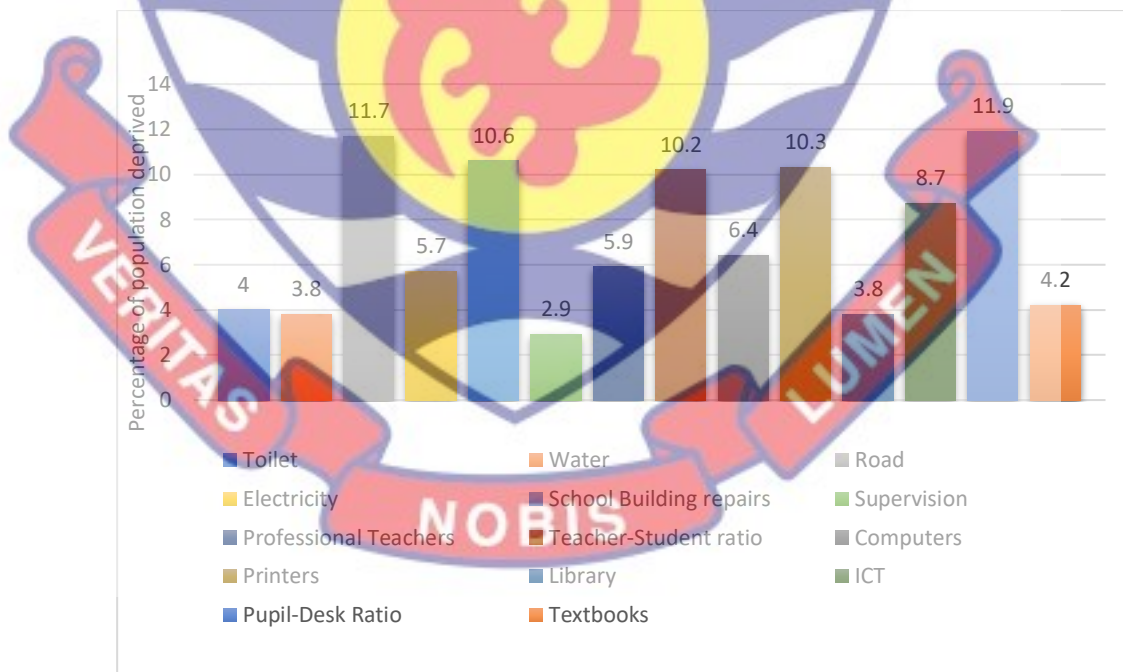 Percentage of population deprived
14
12
10
8
6
4
2
0
4
3.8
11.7
5.7
10.6
2.9
5.9
10.2
6.4
10.3
3.8
8.7
11.9
4.2
Toilet Water Road
Electricity School Building repairs Supervision
Professional Teachers Teacher-Student ratio Computers
Printers Library ICT
Pupil-Desk Ratio Textbooks
VERITAS
NOBIS
LUMEN